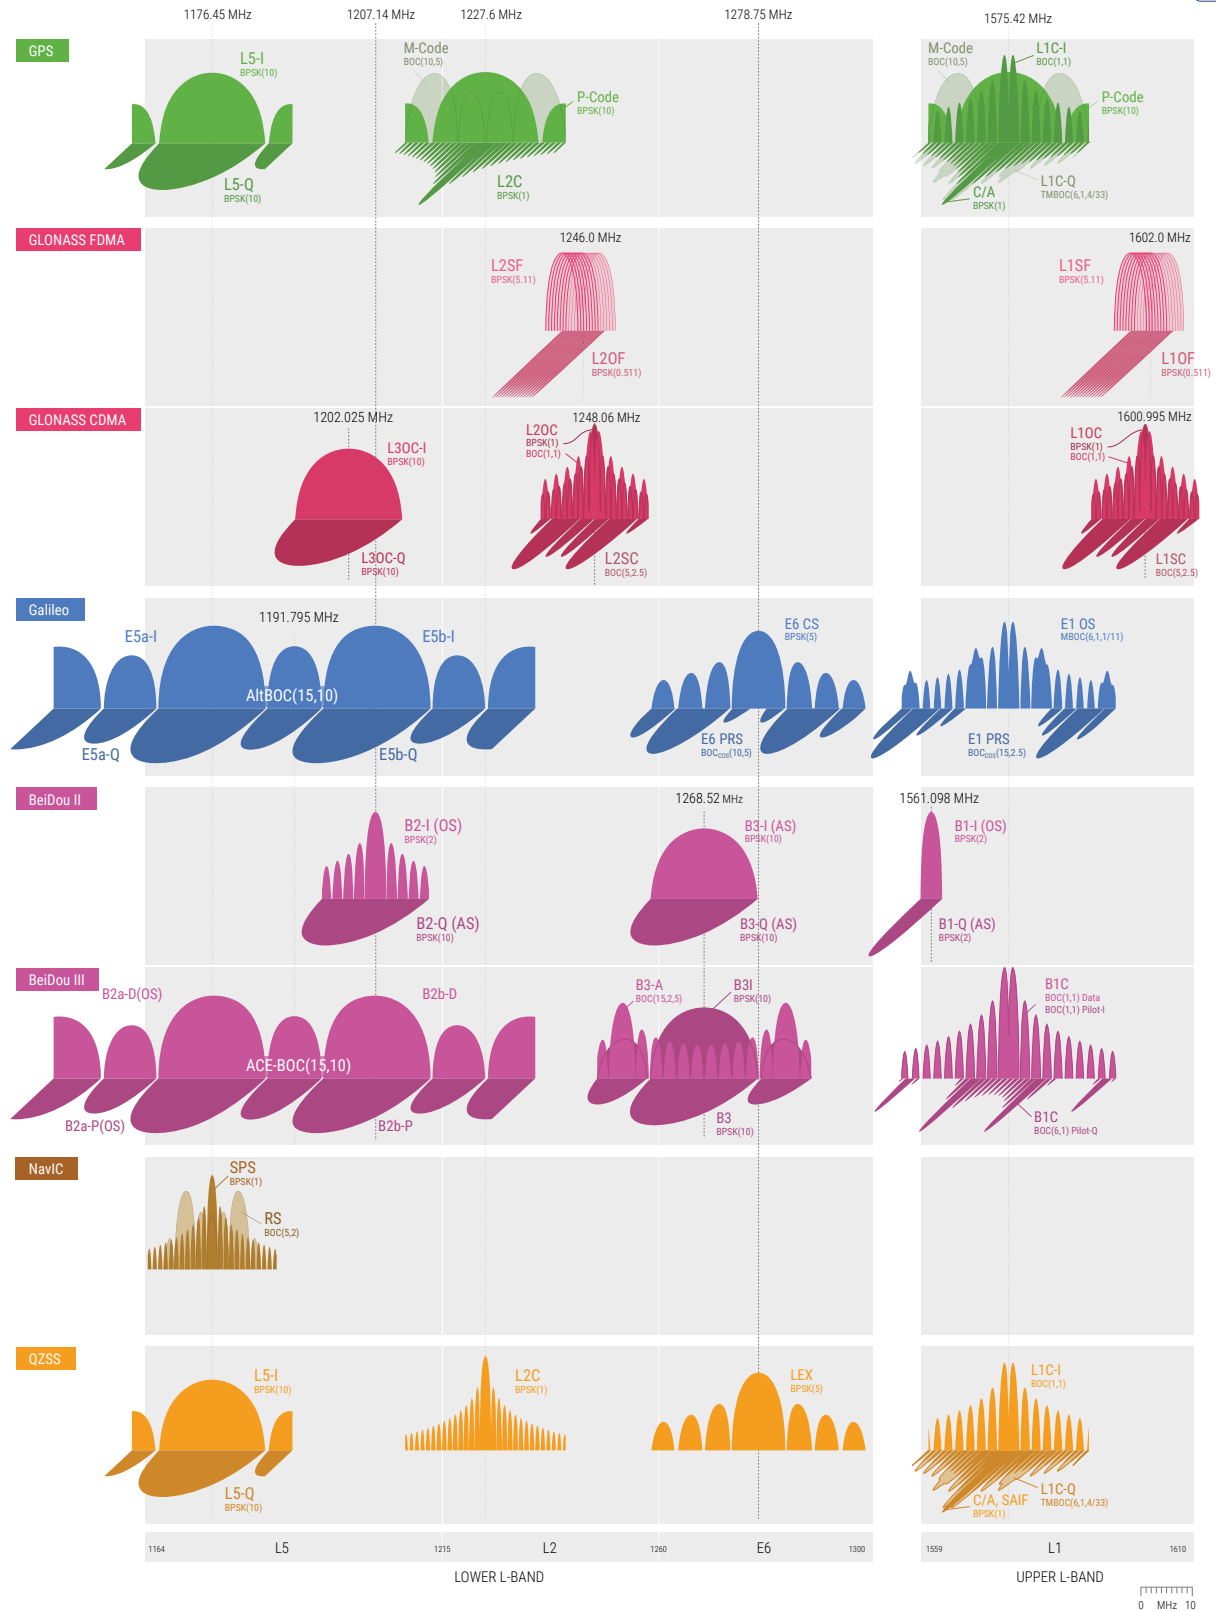 1176.45 MHz
1207.14 MHz
1227.6 MHz
1278.75 MHz
1575.42 MHz
GPS
L5-I
BPSK(10)
L5-Q
BPSK(10)
M-Code
BOC(10,5)
P-Code
BPSK(10)
L2C
BPSK(1)
M-Code
BOC(10,5)
L1C-I
BOC(1,1)
P-Code
BPSK(10)
L1C-Q
TMBOC(6,1,4/33)
C/A
BPSK(1)
GLONASS FDMA
1246.0 MHz
L2SF
BPSK(5.11)
L2OF
BPSK(0.511)
1602.0 MHz
L1SF
BPSK(5.11)
L1OF
BPSK(0.511)
GLONASS CDMA
1202.025 MHz
L3OC-I
BPSK(10)
L3OC-Q
BPSK(10)
1248.06 MHz
L2OC
BPSK(1)
BOC(1,1)
L2SC
BOC(5,2.5)
1600.995 MHz
L1OC
BPSK(1)
BOC(1,1)
L1SC
BOC(5,2.5)
Galileo
1191.795 MHz
E5a-I
E5b-I
AltBOC(15,10)
E5a-Q
E5b-Q
E6 CS
BPSK(5)
E6 PRS
BOCcos(10,5)
E1 OS
MBOC(6,1,1/11)
E1 PRS
BOCcos(15,2.5)
BeiDou II
B2-I (OS)
BPSK(2)
B2-Q (AS)
BPSK(10)
1268.52 MHz
B3-I (AS)
BPSK(10)
B3-Q (AS)
BPSK(10)
1561.098 MHz
B1-I (OS)
BPSK(2)
B1-Q (AS)
BPSK(2)
BeiDou III
B2a-D(OS)
B2b-D
ACE-BOC(15,10)
B2a-P(OS)
B2b-P
B3-A
BOC(15,2,5)
B3I
BPSK(10)
B3
BPSK(10)
B1C
BOC(1,1) Data
BOC(1,1) Pilot-I
B1C
BOC(6,1) Pilot-Q
NavIC
SPS
BPSK(1)
RS
BOC(5,2)
QZSS
L5-I
BPSK(10)
L5-Q
BPSK(10)
L2C
BPSK(1)
LEX
BPSK(5)
L1C-I
BOC(1,1)
L1C-Q
TMBOC(6,1,4/33)
C/A, SAIF
BPSK(1)
1164
L5
1215
L2
1260
E6
1300
1559
L1
1610
LOWER L-BAND
UPPER L-BAND
0 MHz 10